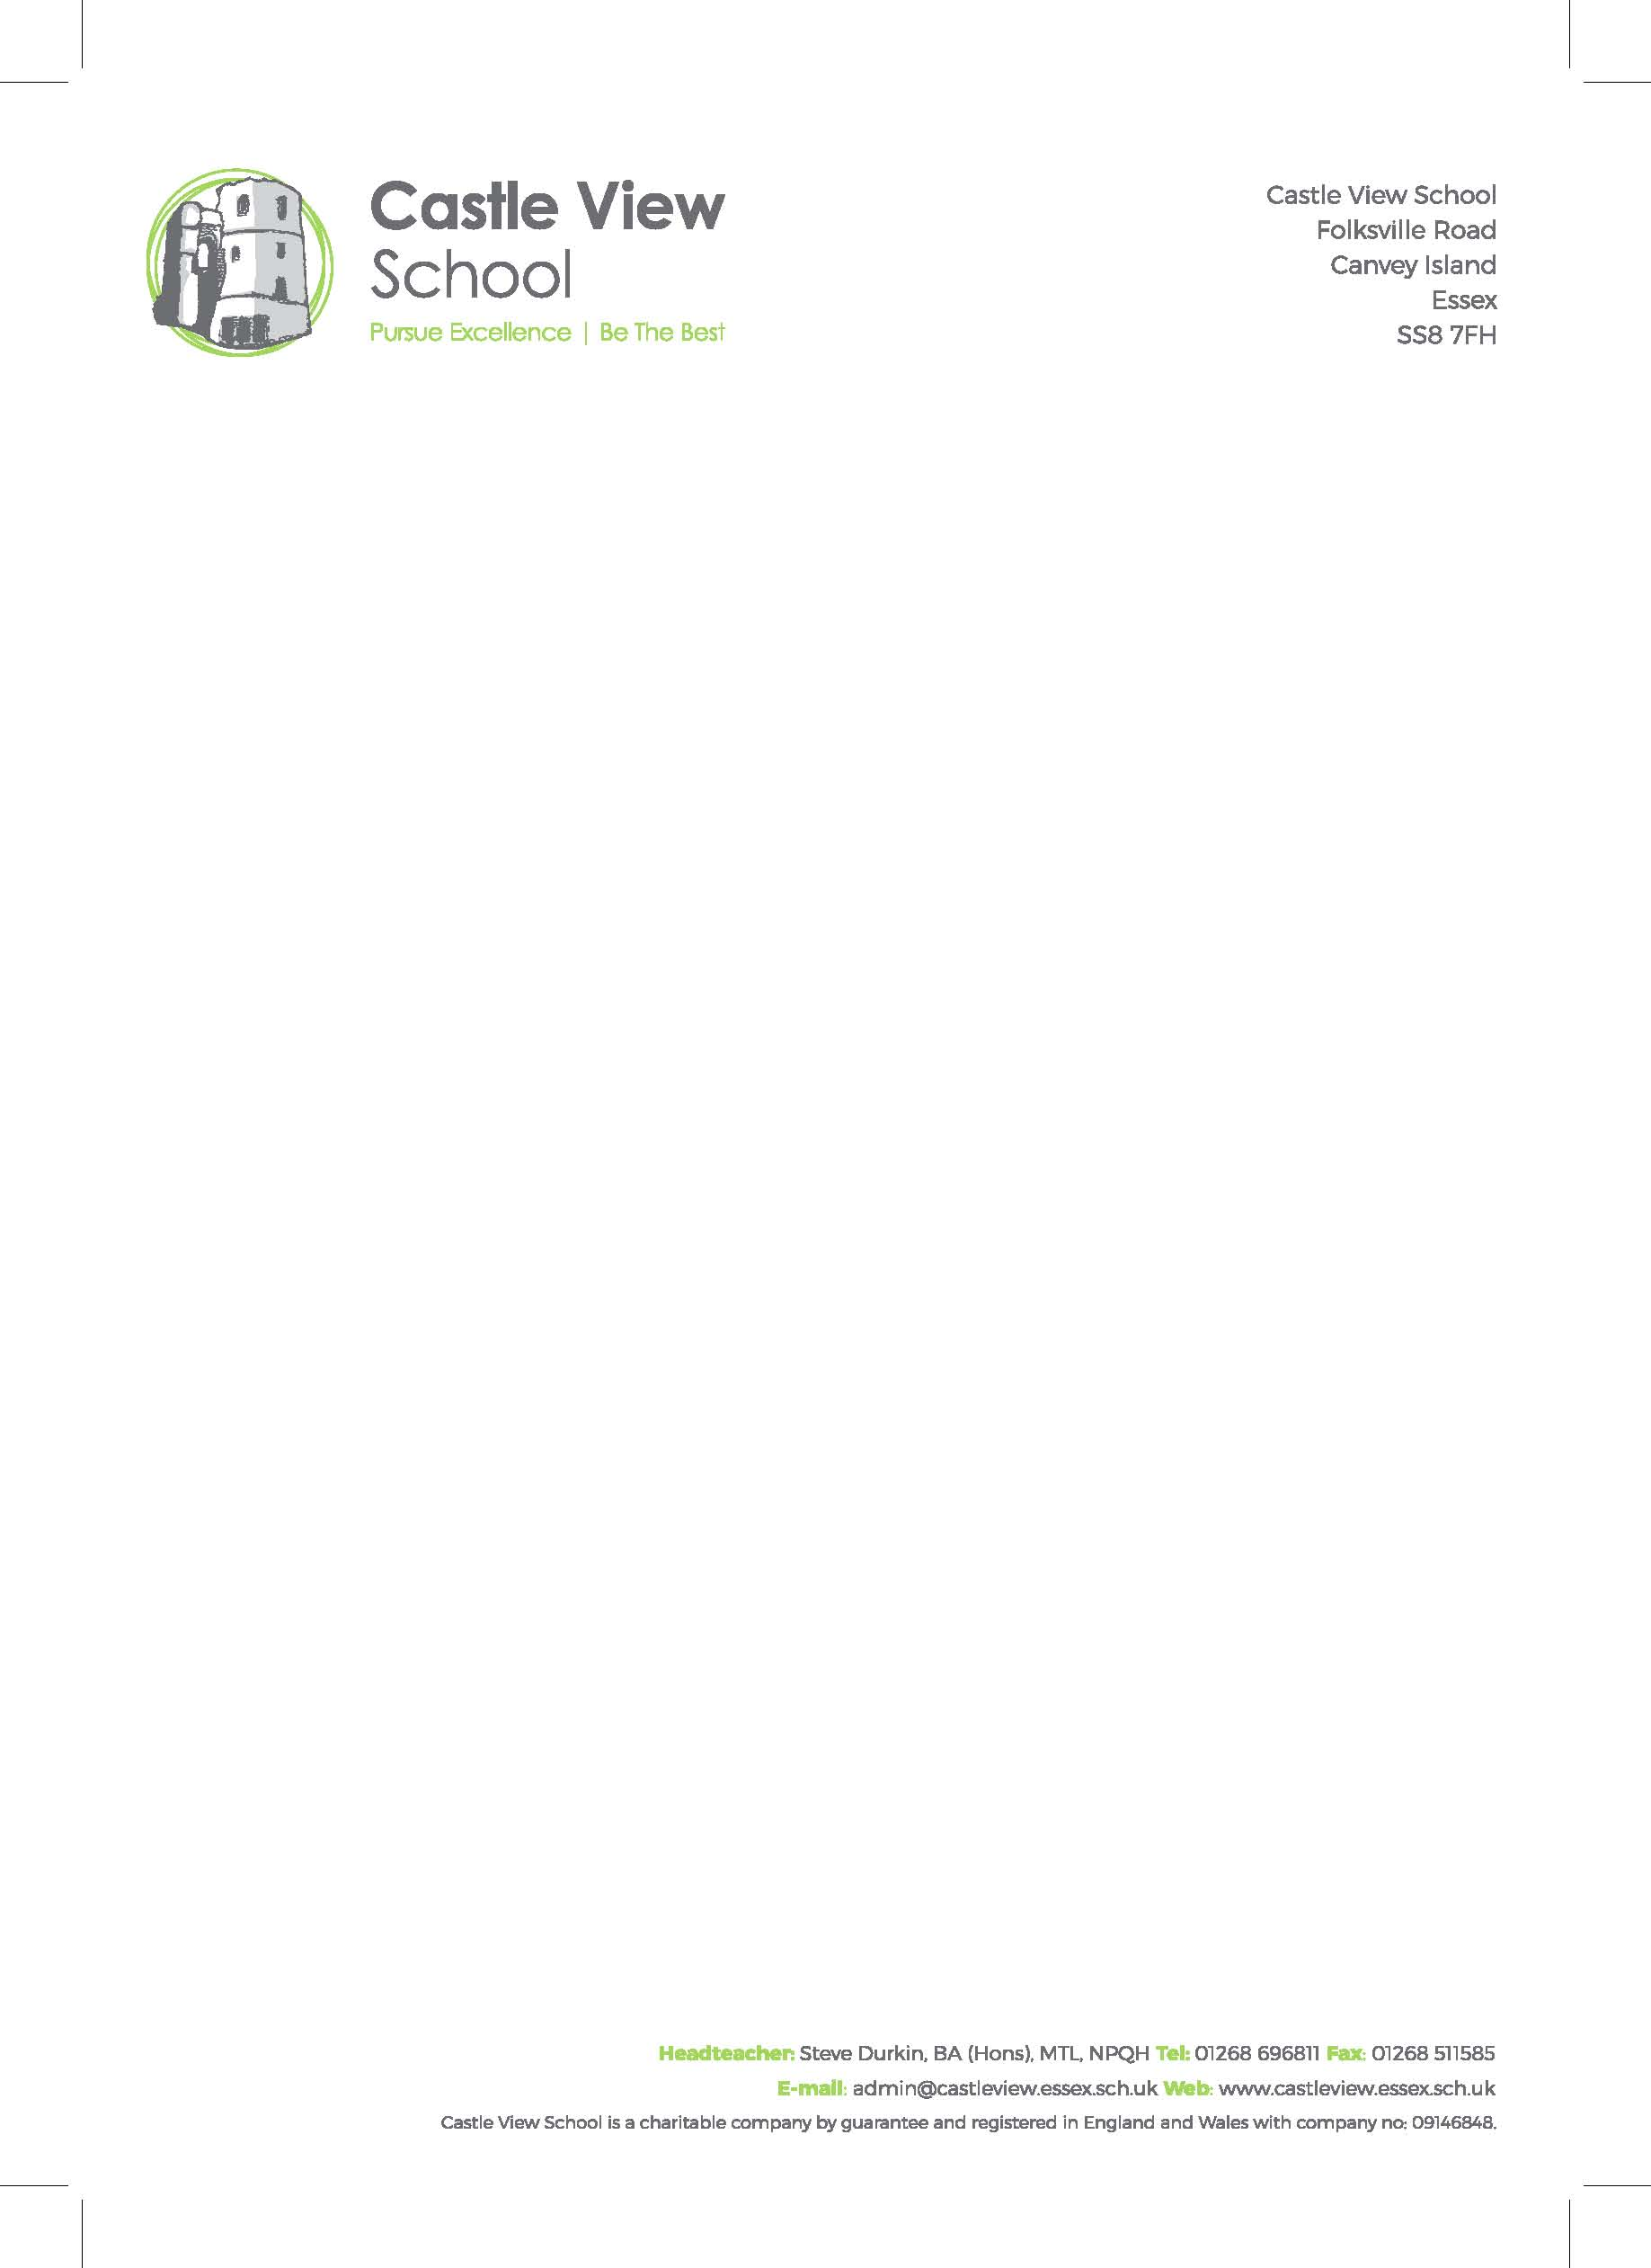 Castle View
School
Pursue Excellence | Be The Best
Castle View School
Folksville Road
Canvey Island
Essex
SS8 7FH
Headteacher: Steve Durkin, BA (Hons), MTL, NPQH Tel: 01268 696811 Fax: 01268 511585
E-mail: admin@castleview.essex.sch.uk Web: www.castleview.essex.sch.uk
Castle View School is a charitable company by guarantee and registered in England and Wales with company no: 09146848.